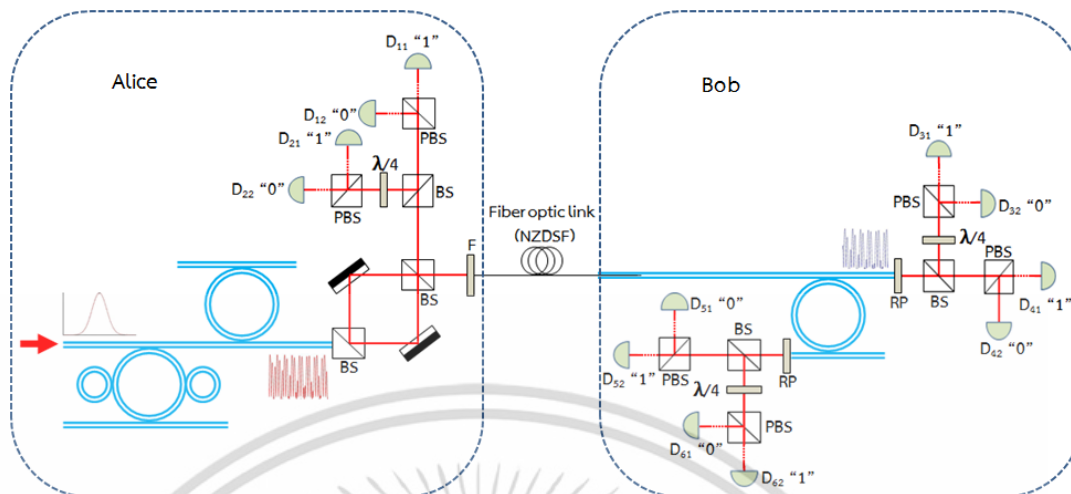 Alice
Bob
D11 “1”
D12 “0”
PBS
D21 “1”
λ/4
D22 “0”
PBS
BS
Fiber optic link
(NZDSF)
F
BS
BS
D31 “1”
PBS
D32 “0”
λ/4
PBS
RP
BS
D41 “1”
D42 “0”
D51 “0”
BS
D52 “1”
PBS
RP
λ/4
D61 “0”
PBS
D62 “1”